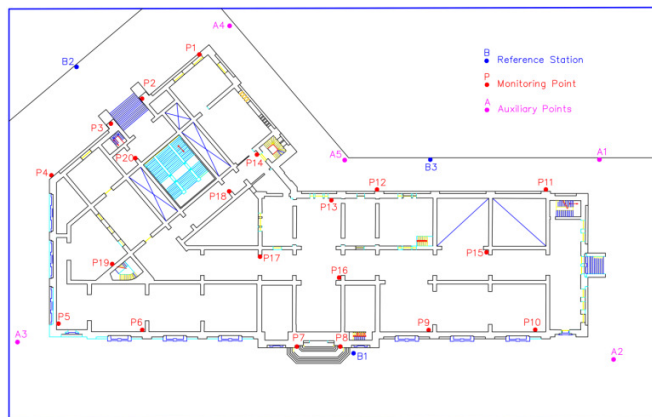 A4
P1
B
Reference Station
B2
P
Monitoring Point
P2
A
Auxiliary Points
P3
P20
P14
A5
B3
A1
P4
P18
P12
P11
P13
P19
P17
P15
P16
P5
P6
P9
P10
A3
P7
P8
B1
A2